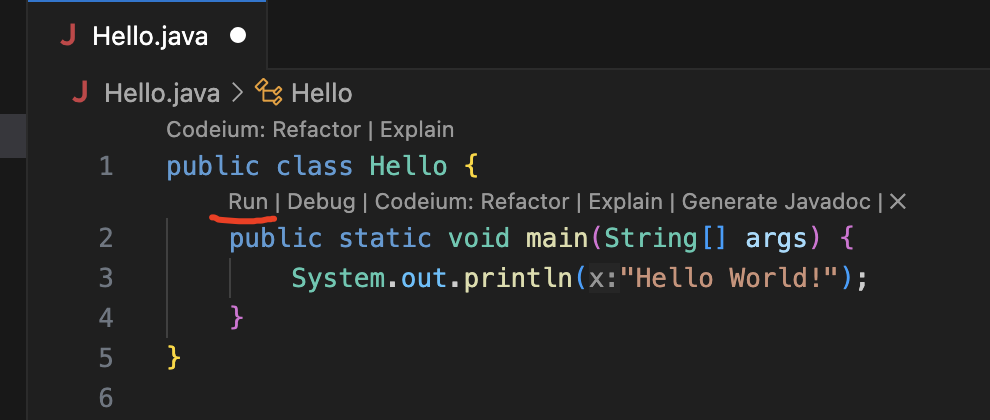 J Hello.java ●
J Hello.java > Hello
Codeium: Refactor | Explain
1 public class Hello {
Run | Debug | Codeium: Refactor | Explain | Generate Javadoc | ✕
2 public static void main(String[] args) {
3 System.out.println(x:"Hello World!");
4 }
5 }
6